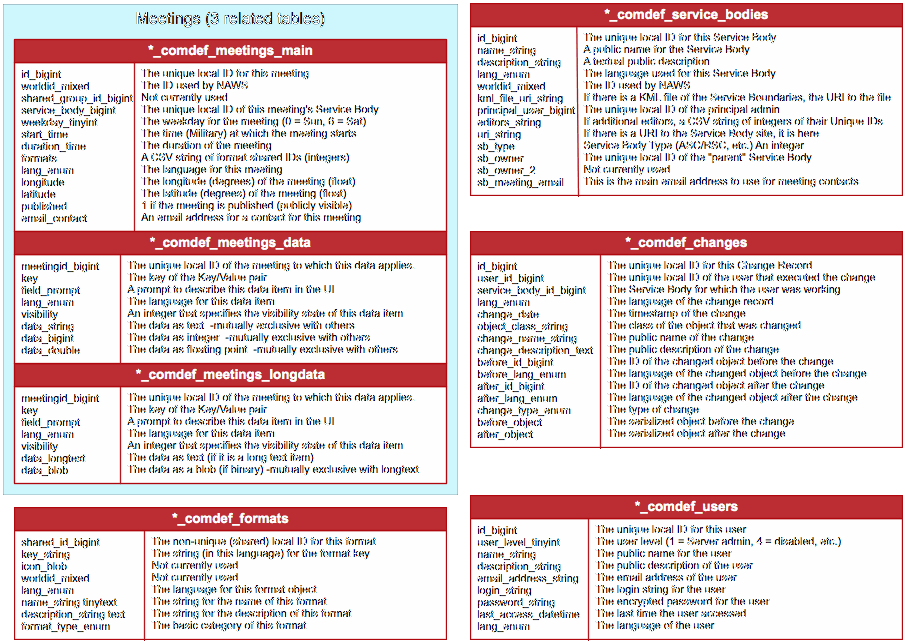 Meetings (3 related tables)
*_comdef_meetings_main
id_bigint The unique local ID for this meeting
worldid_mixed The ID used by NAWS
shared_group_id_bigint Not currently used
service_body_bigint The unique local ID of this meeting's Service Body
weekday_tinyint The weekday for the meeting (0 = Sun, 6 = Sat)
start_time The time (Military) at which the meeting starts
duration_time The duration of the meeting
formats A CSV string of format shared IDs (integers)
lang_enum The language for this meeting
longitude The longitude (degrees) of the meeting (float)
latitude The latitude (degrees) of the meeting (float)
published 1 if the meeting is published (publicly visible)
email_contact An email address for a contact for this meeting
*_comdef_meetings_data
meetingid_bigint The unique local ID of the meeting to which this data applies
key The key of the Key/Value pair
field_prompt A prompt to describe this data item in the UI
lang_enum The language for this data item
visibility An integer that specifies the visibility state of this data item
data_string The data as text -mutually exclusive with others
data_bigint The data as integer -mutually exclusive with others
data_double The data as floating point -mutually exclusive with others
*_comdef_meetings_longdata
meetingid_bigint The unique local ID of the meeting to which this data applies
key The key of the Key/Value pair
field_prompt A prompt to describe this data item in the UI
lang_enum The language for this data item
visibility An integer that specifies the visibility state of this data item
data_longtext The data as text (if it is a long text item)
data_blob The data as a blob (if binary) -mutually exclusive with longtext
*_comdef_formats
shared_id_bigint The non-unique (shared) local ID for this format
key_string The string (in this language) for the format key
icon_blob Not currently used
worldid_mixed Not currently used
lang_enum The language for this format object
name_string tinytext The string for the name of this format
description_string text The string for the description of this format
format_type_enum The basic category of this format
*_comdef_service_bodies
id_bigint The unique local ID for this Service Body
name_string A public name for the Service Body
description_string A textual public description
lang_enum The language used for this Service Body
worldid_mixed The ID used by NAWS
kml_file_uri_string If there is a KML file of the Service Boundaries, the URI to the file
principal_user_bigint The unique local ID of the principal admin
editors_string If additional editors, a CSV string of integers of their Unique IDs
uri_string If there is a URI to the Service Body site, it is here
sb_type Service Body Type (ASC/RSC, etc.) An integer
sb_owner The unique local ID of the "parent" Service Body
sb_owner_2 Not currently used
sb_meeting_email This is the main email address to use for meeting contacts
*_comdef_changes
id_bigint The unique local ID for this Change Record
user_id_bigint The unique local ID of the user that executed the change
service_body_id_bigint The Service Body for which the user was working
lang_enum The language of the change record
change_date The timestamp of the change
object_class_string The class of the object that was changed
change_name_string The public name of the change
change_description_text The public description of the change
before_id_bigint The ID of the changed object before the change
before_lang_enum The language of the changed object before the change
after_id_bigint The ID of the changed object after the change
after_lang_enum The language of the changed object after the change
change_type_enum The type of change
before_object The serialized object before the change
after_object The serialized object after the change
*_comdef_users
id_bigint The unique local ID for this user
user_level_tinyint The user level (1 = Server admin, 4 = disabled, etc.)
name_string The public name for the user
description_string The public description of the user
email_address_string The email address of the user
login_string The login string for the user
password_string The encrypted password for the user
last_access_datetime The last time the user accessed
lang_enum The language of the user